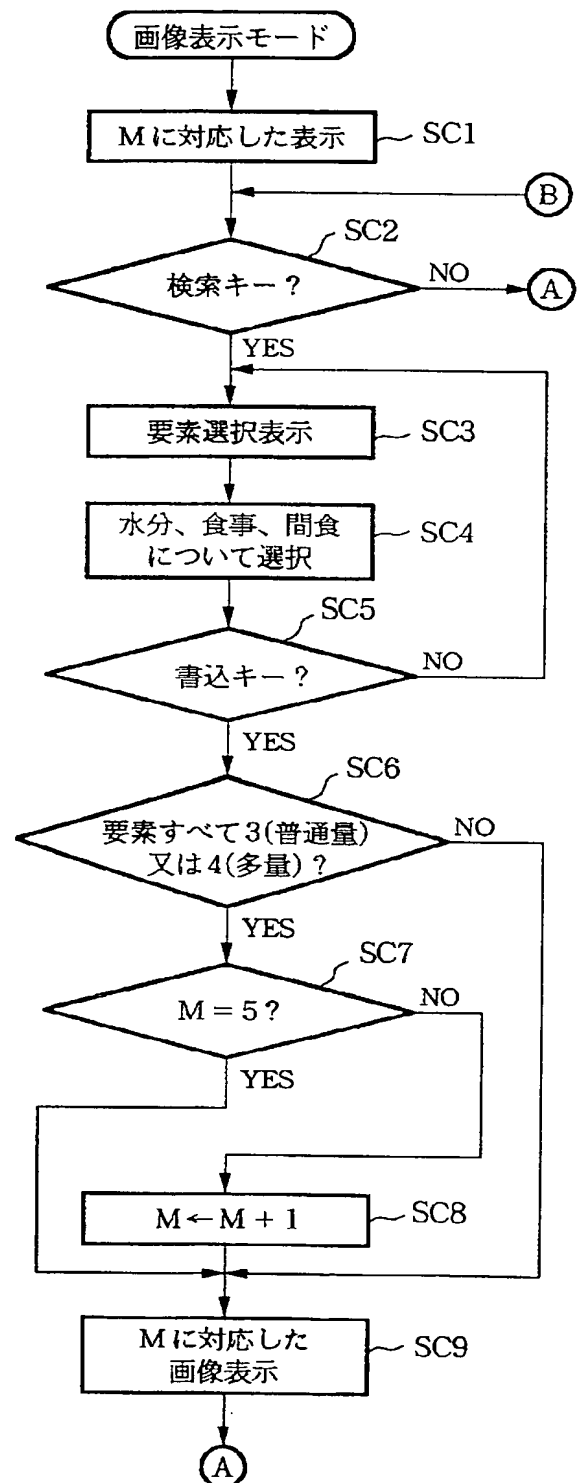 画像表示モード
Mに対応した表示
SC1
B
SC2
検索キー?
NO
A
YES
要素選択表示
SC3
水分、食事、間食
について選択
SC4
SC5
書込キー?
NO
YES
SC6
要素すべて3(普通量)
又は4(多量)?
NO
YES
SC7
M=5?
NO
YES
M←M+1
SC8
Mに対応した
画像表示
SC9
A